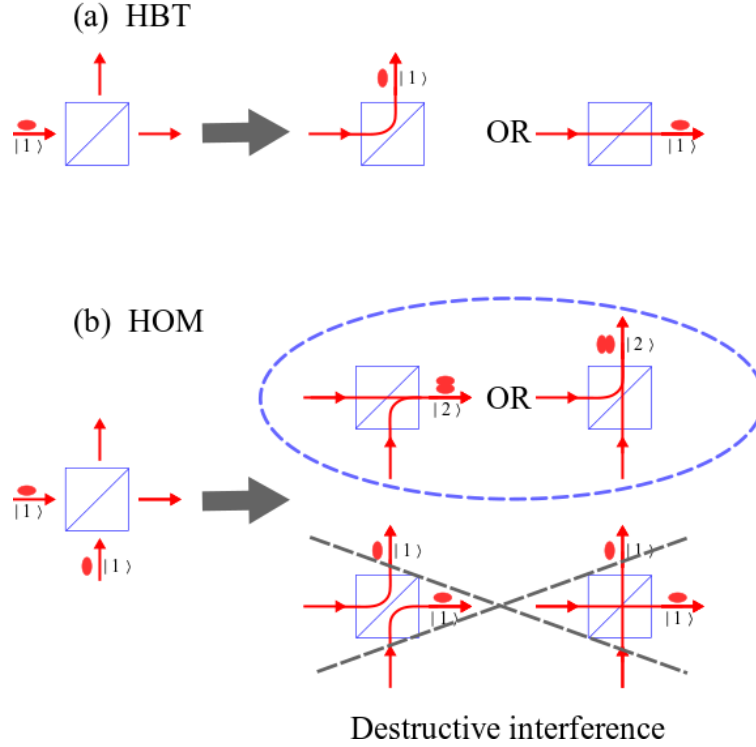 (a) HBT
|1⟩
|1⟩
OR
|1⟩
(b) HOM
|2⟩
|2⟩
OR
|1⟩
|1⟩
|1⟩
|1⟩
|1⟩
|1⟩
Destructive interference